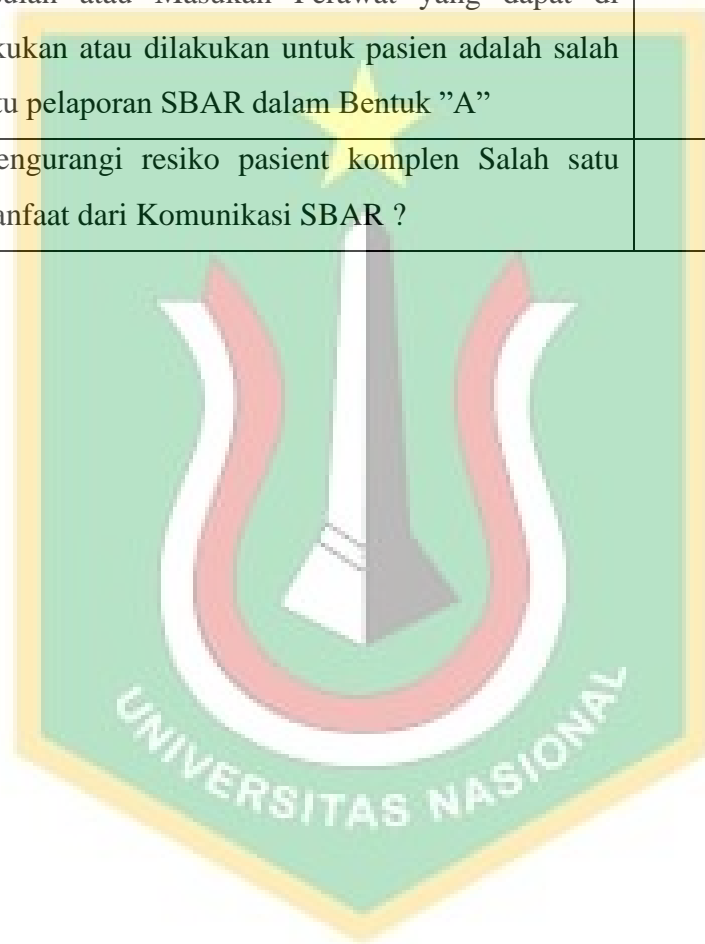 atau Masukan Perawat yang dapat di
kukan atau dilakukan untuk pasien adalah salah
tu pelaporan SBAR dalam Bentuk ”A”
engurangi resiko pasient komplen Salah satu
anfaat dari Komunikasi SBAR ?
UNIVERSITAS NASIONAL